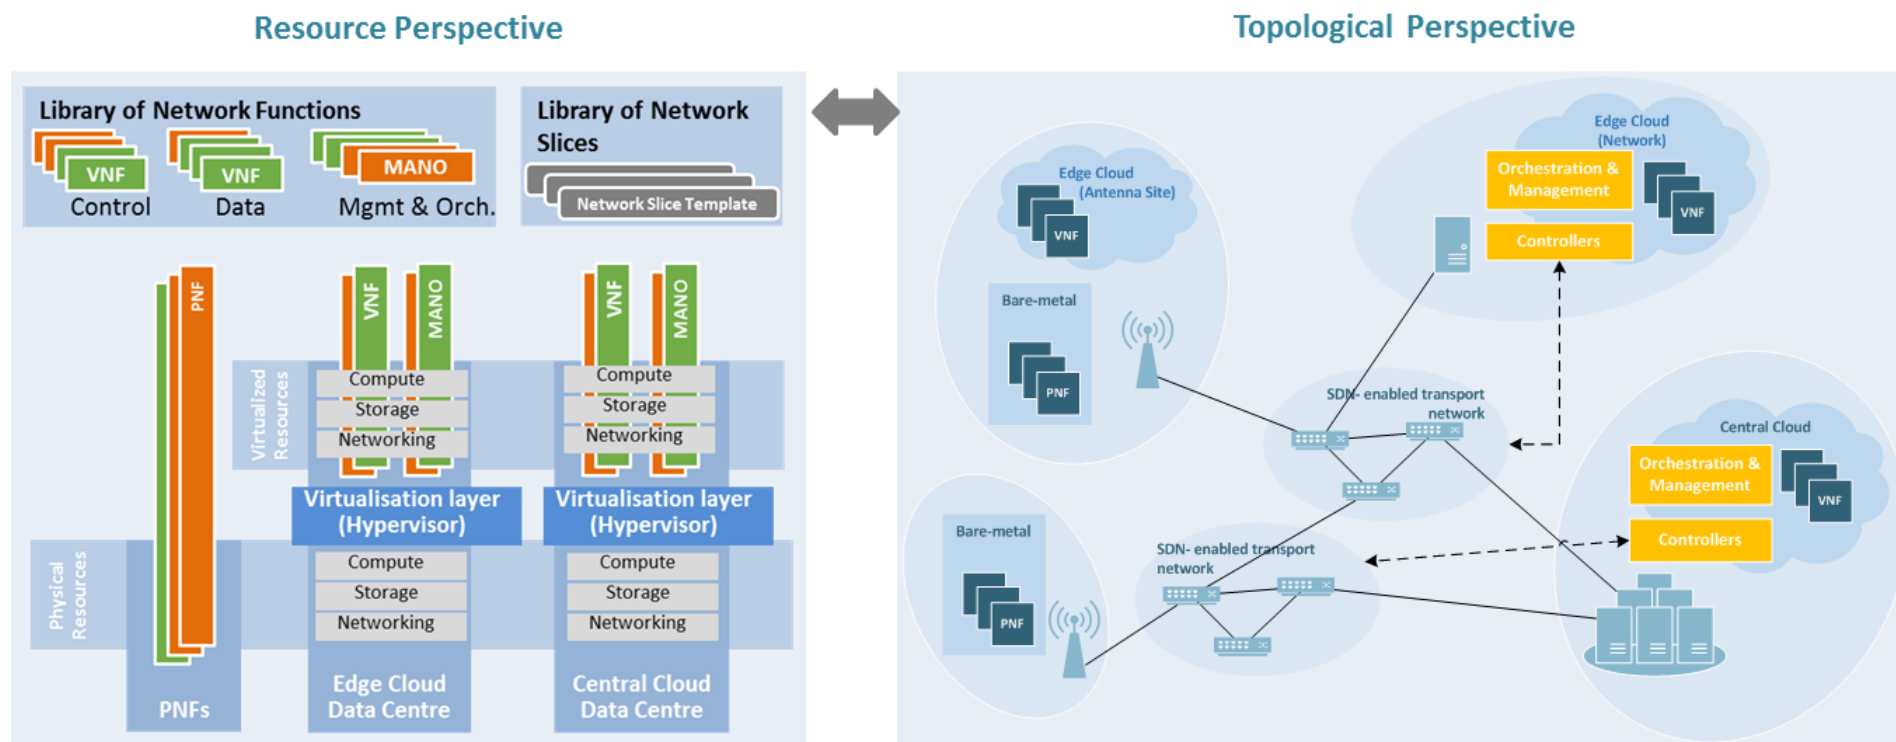 Resource Perspective
Library of Network Functions
VNF
Control
VNF
Data
MANO
Mgmt & Orch.
Library of Network
Slices
Network Slice Template
PNF
VNF
MANO
VNF
MANO
Virtualized
Resources
Compute
Storage
Networking
Compute
Storage
Networking
Virtualisation layer
(Hypervisor)
Virtualisation layer
(Hypervisor)
Physical
Resources
Compute
Storage
Networking
Compute
Storage
Networking
PNFs
Edge Cloud
Data Centre
Central Cloud
Data Centre
Topological Perspective
Edge Cloud
(Antenna Site)
VNF
Bare-metal
PNF
Edge Cloud
(Network)
Orchestration &
Management
VNF
Controllers
SDN- enabled transport
network
Central Cloud
Orchestration &
Management
VNF
Controllers
Bare-metal
PNF
SDN- enabled transport
network